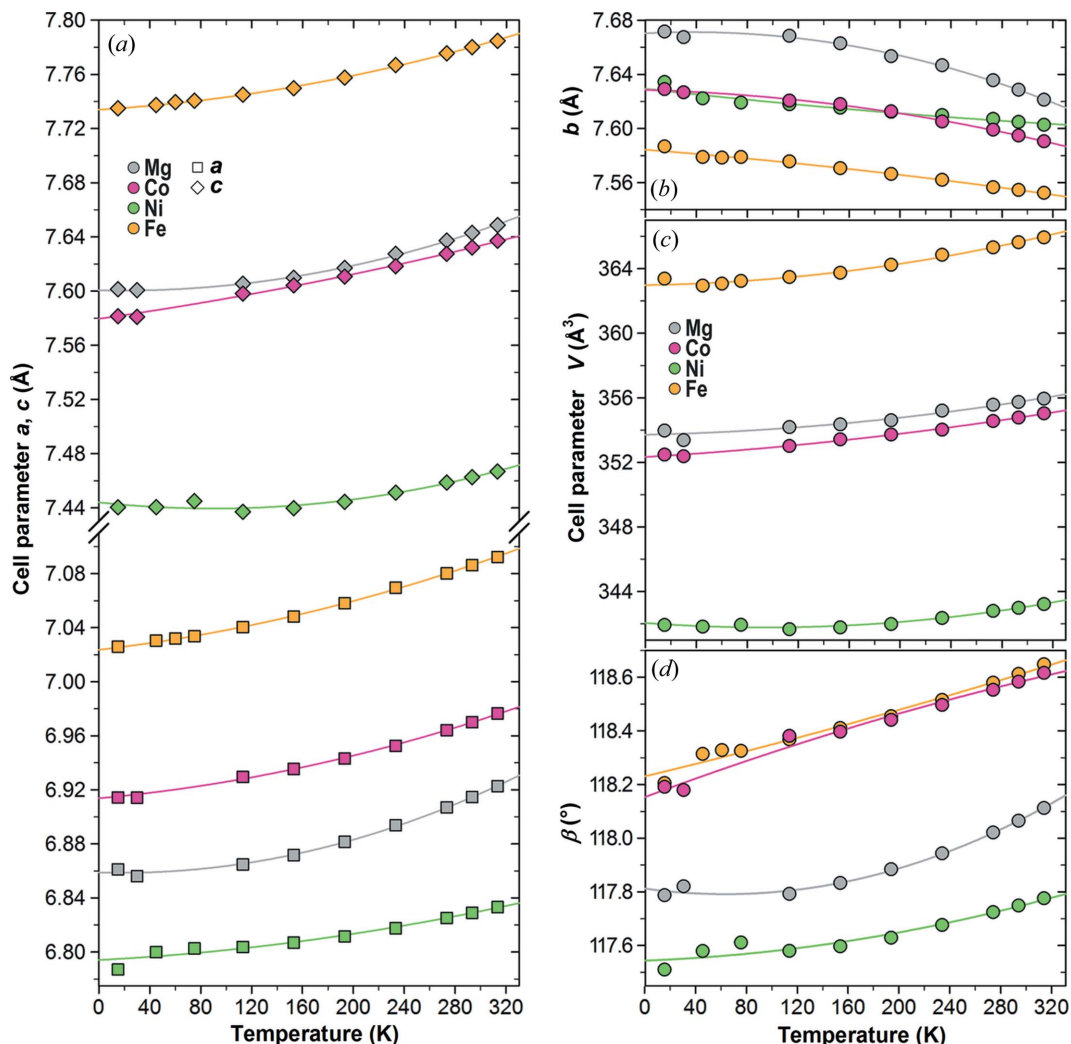 (a)
7.76
7.72
7.68
7.64
7.60
7.56
7.52
7.48
7.44
7.08
7.04
7.00
6.96
6.92
6.88
6.84
6.80
Cell parameter a, c (Å)
Mg
Co
Ni
Fe
a
c
0 40 80 120 160 200 240 280 320
Temperature (K)
7.68
7.64
7.60
7.56
b (Å)
(b)
(c)
364
360
356
352
348
344
Cell parameter V (Å³)
Mg
Co
Ni
Fe
(d)
118.6
118.4
118.2
118.0
117.8
117.6
β (°)
0 40 80 120 160 200 240 280 320
Temperature (K)